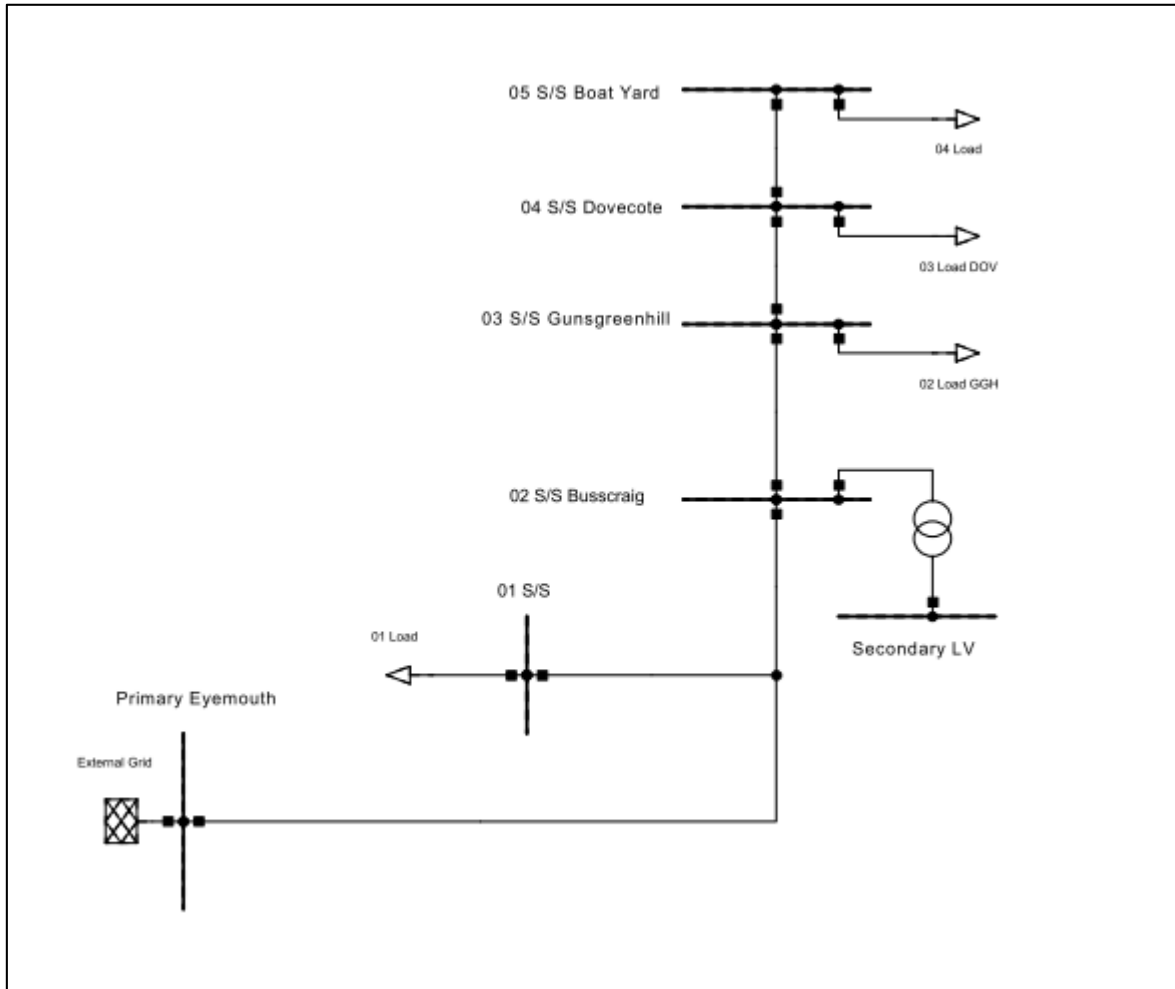 05 S/S Boat Yard
04 Load
04 S/S Dovecote
03 Load DOV
03 S/S Gunsgreenhill
02 Load GGH
02 S/S Busscraig
01 S/S
01 Load
Secondary LV
Primary Eyemouth
External Grid